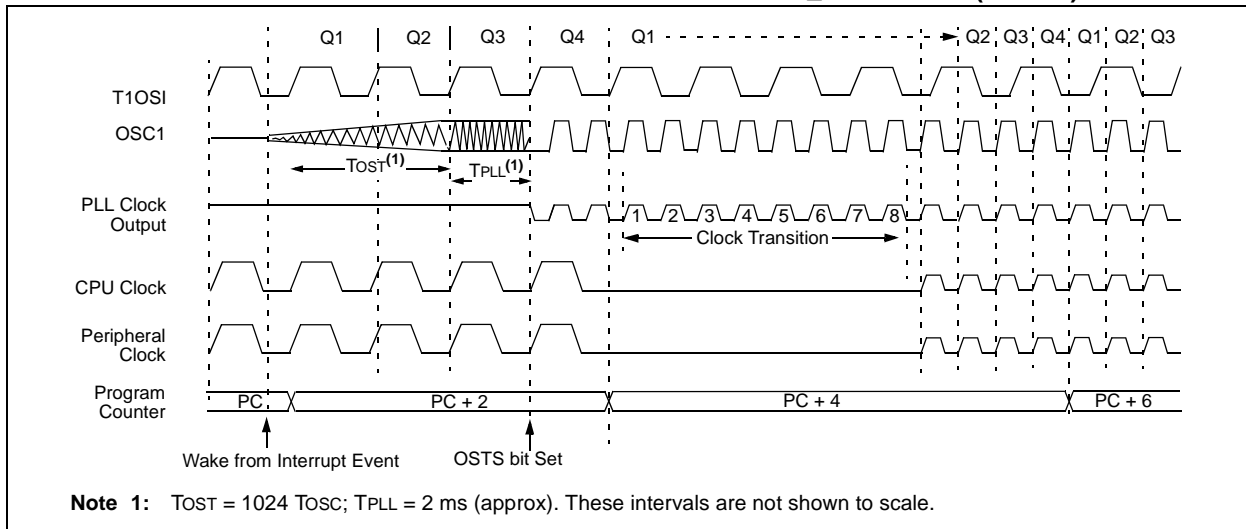 Q1 Q2 Q3 Q4 Q1 Q2 Q3 Q4 Q1 Q2 Q3
T1OSI
OSC1
TOST(1)
TPLL(1)
PLL Clock
Output
1 2 3 4 5 6 7 8
Clock Transition
CPU Clock
Peripheral
Clock
Program
Counter
PC PC + 2 PC + 4 PC + 6
Wake from Interrupt Event
OSTS bit Set
Note 1: TOST = 1024 TOSC; TPLL = 2 ms (approx). These intervals are not shown to scale.